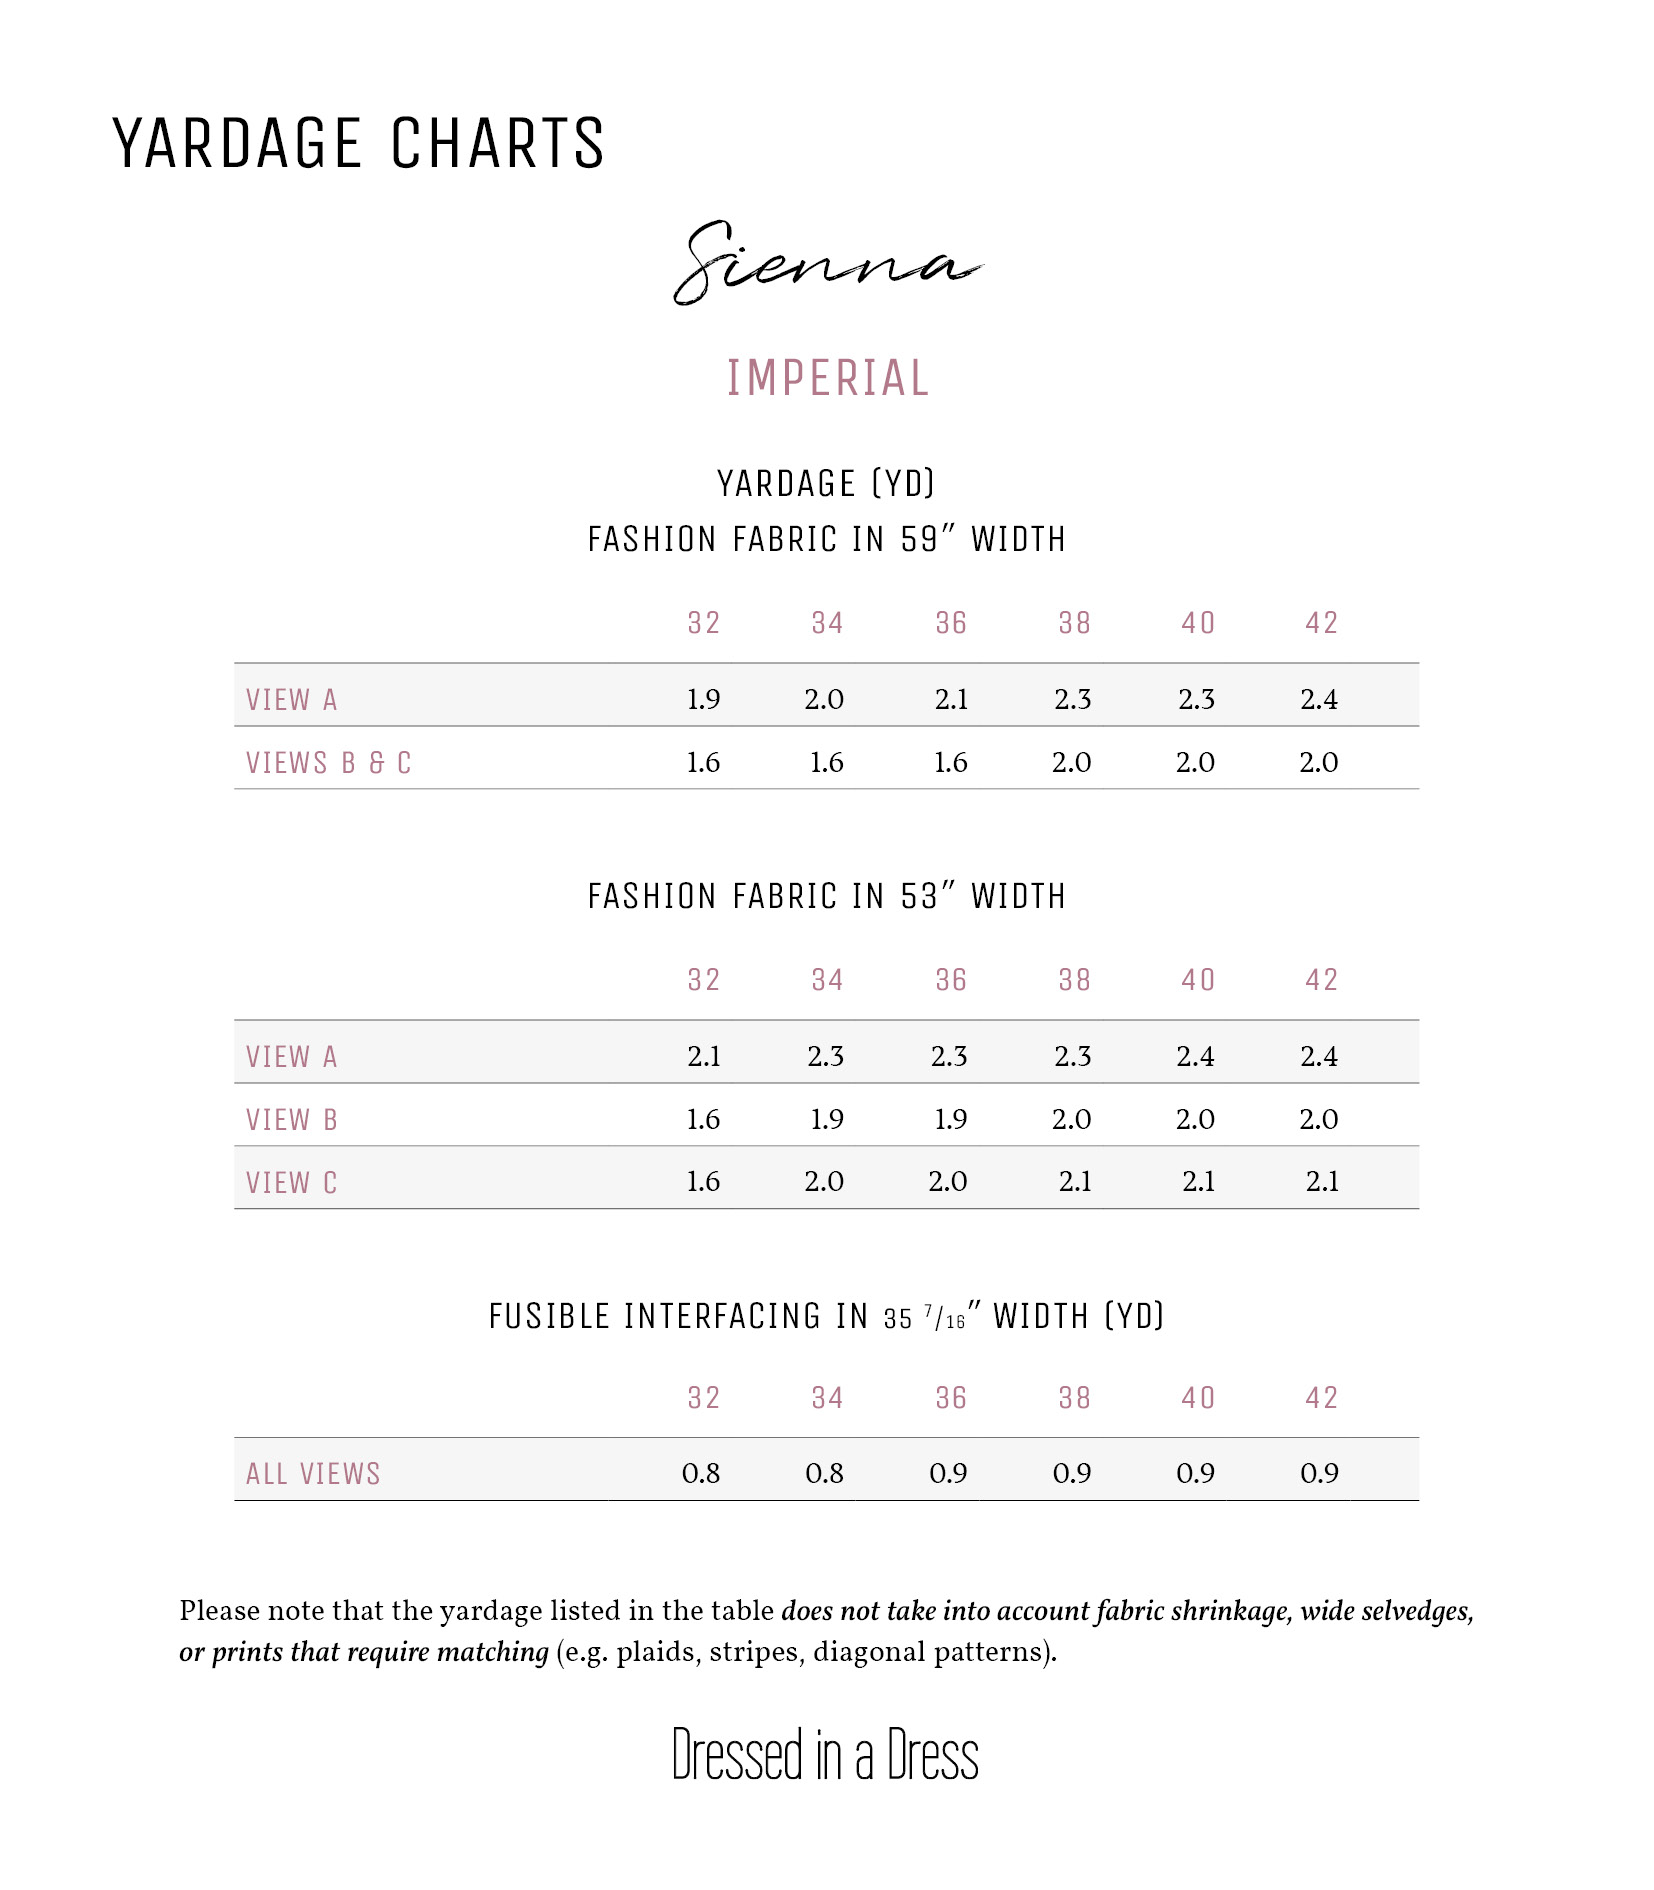 YARDAGE CHARTS
Sienna
IMPERIAL
YARDAGE (YD)
FASHION FABRIC IN 59″ WIDTH
32 34 36 38 40 42
VIEW A 1.9 2.0 2.1 2.3 2.3 2.4
VIEWS B & C 1.6 1.6 1.6 2.0 2.0 2.0
FASHION FABRIC IN 53″ WIDTH
32 34 36 38 40 42
VIEW A 2.1 2.3 2.3 2.3 2.4 2.4
VIEW B 1.6 1.9 1.9 2.0 2.0 2.0
VIEW C 1.6 2.0 2.0 2.1 2.1 2.1
FUSIBLE INTERFACING IN 35 7/16″ WIDTH (YD)
32 34 36 38 40 42
ALL VIEWS 0.8 0.8 0.9 0.9 0.9 0.9
Please note that the yardage listed in the table does not take into account fabric shrinkage, wide selvedges,
or prints that require matching (e.g. plaids, stripes, diagonal patterns).
Dressed in a Dress